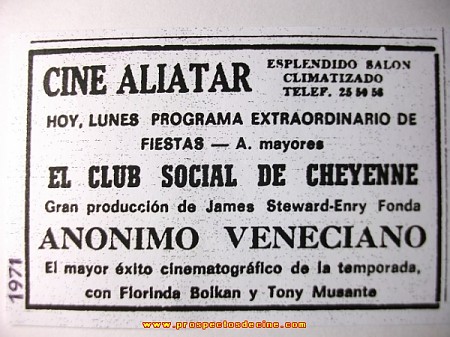 CINE ALIATAR
ESPLENDIDO SALON
CLIMATIZADO
TELEF. 25 50 56
HOY, LUNES PROGRAMA EXTRAORDINARIO DE
FIESTAS — A. mayores
EL CLUB SOCIAL DE CHEYENNE
Gran producción de James Steward-Enry Fonda
ANONIMO VENECIANO
El mayor éxito cinematográfico de la temporada,
con Florinda Bolkan y Tony Musante
1971
www.prospectosdecine.com